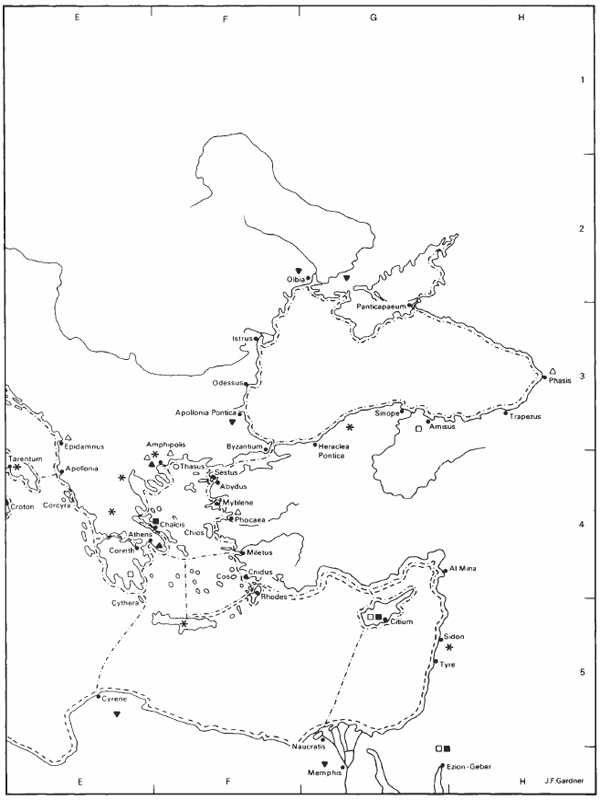 E F G H
1
2
Olbia
Panticapaeum
Istrus
3
Phasis
Odessus
Apollonia Pontica
Sinope
Trapezus
Amisus
Byzantium
Heraclea
Pontica
Epidamnus
Amphipolis
Tarentum
Thasus
Apollonia
Sestus
Abydus
Croton
Corcyra
Mytilene
4
Phocaea
Chalcis
Chios
Athens
Corinth
Miletus
Al Mina
Cos
Cnidus
Cythera
Rhodes
Citium
Sidon
Tyre
5
Cyrene
Naucratis
Memphis
Ezion-Geber
E F H J.F.Gardner